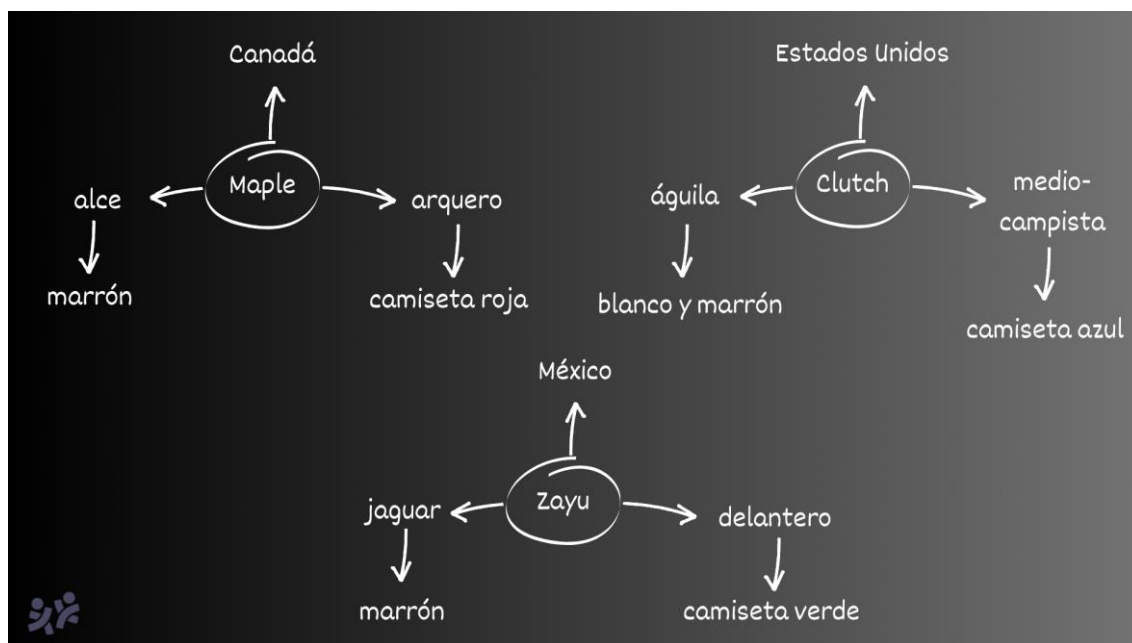 Canadá
Maple
alce
arquero
marrón
camiseta roja
Estados Unidos
Clutch
águila
medio-
campista
blanco y marrón
camiseta azul
México
Zayu
jaguar
delantero
marrón
camiseta verde